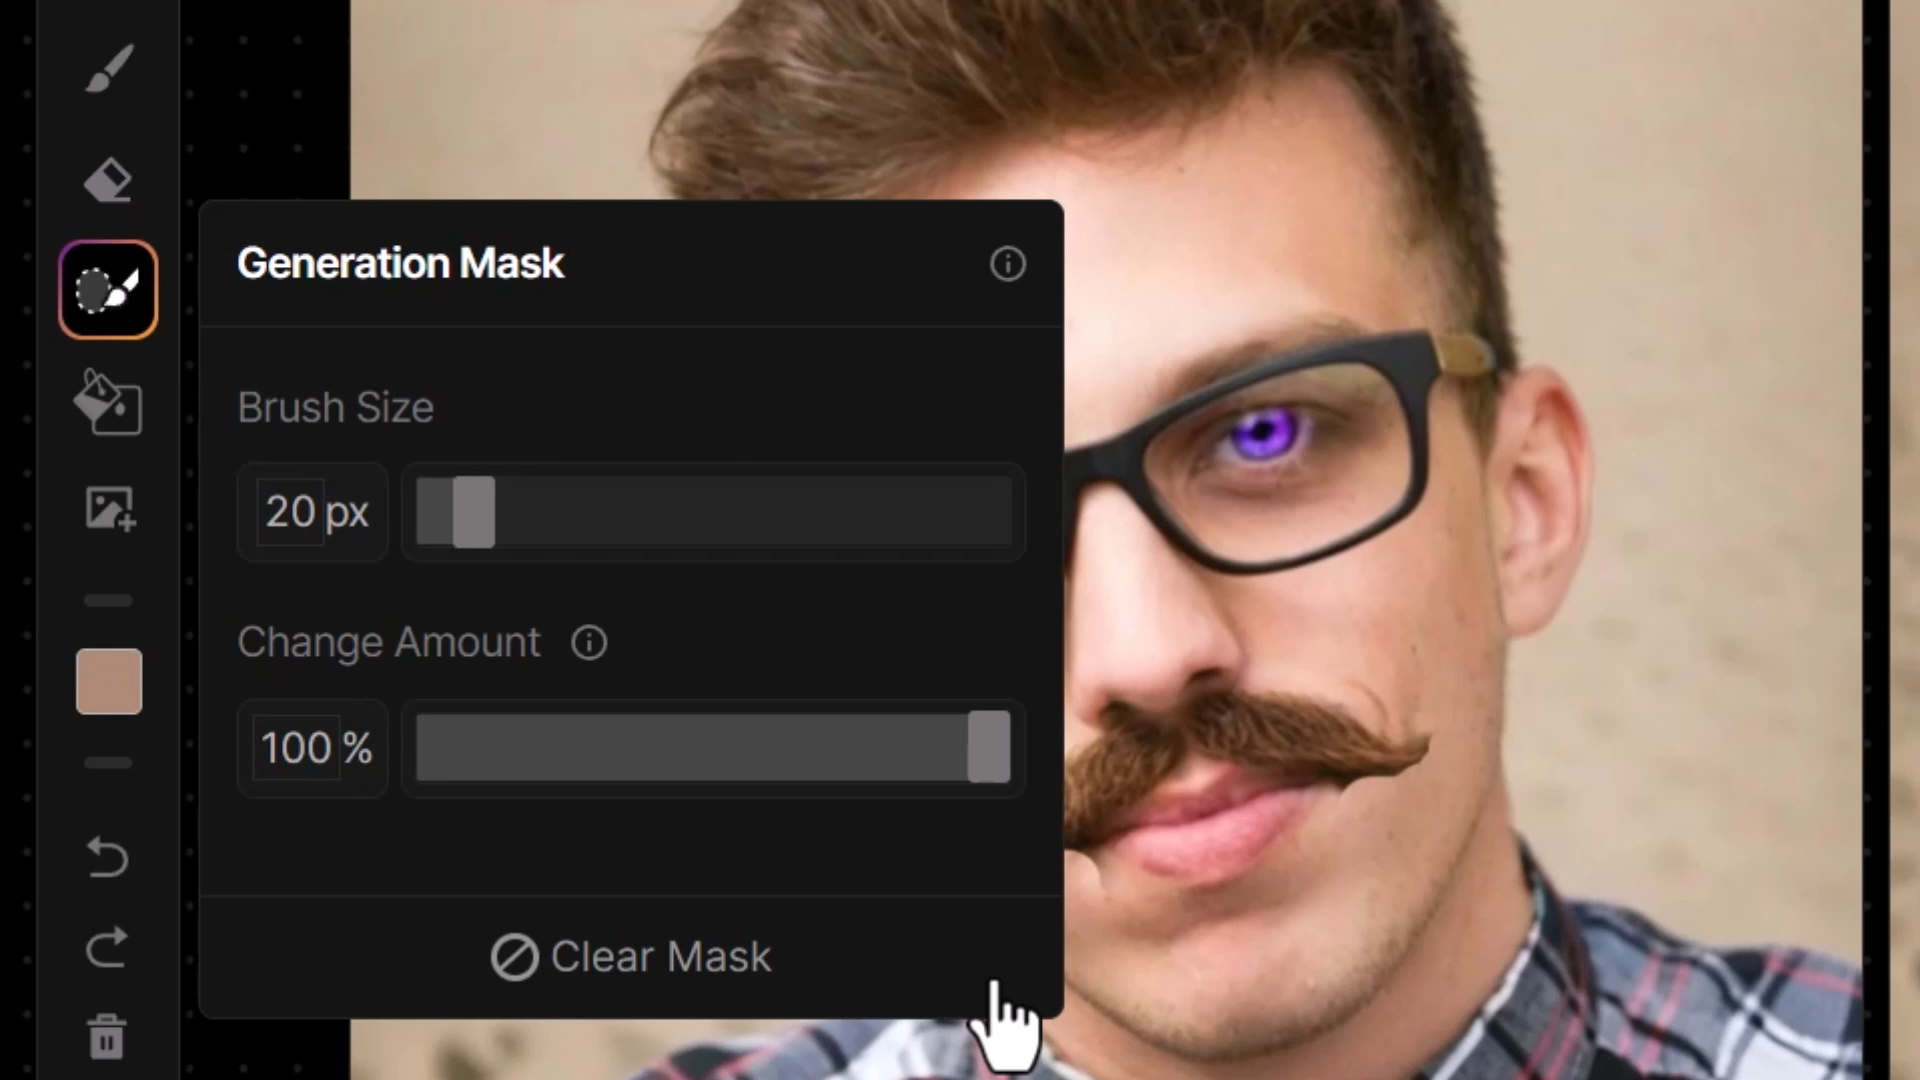 Generation Mask
Brush Size
20 px
Change Amount
100 %
Clear Mask